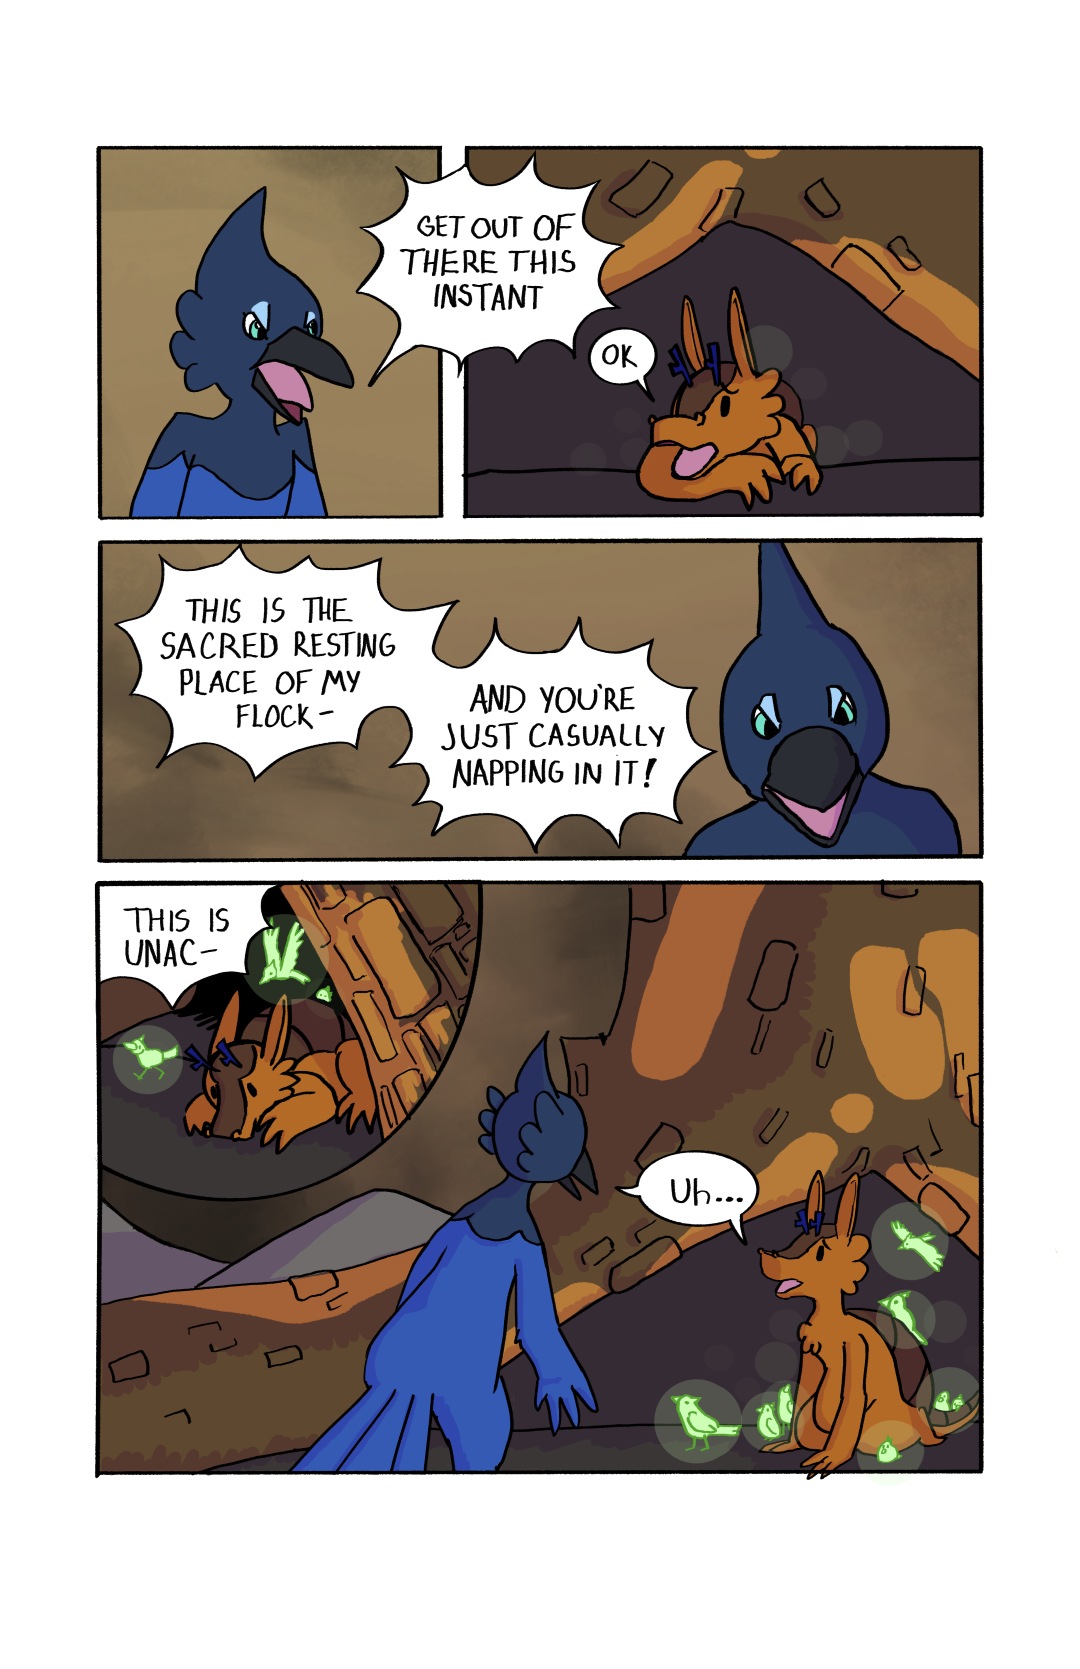 GET OUT OF
THERE THIS
INSTANT
OK
THIS IS THE
SACRED RESTING
PLACE OF MY
FLOCK-
AND YOU'RE
JUST CASUALLY
NAPPING IN IT!
THIS IS
UNAC-
Uh...